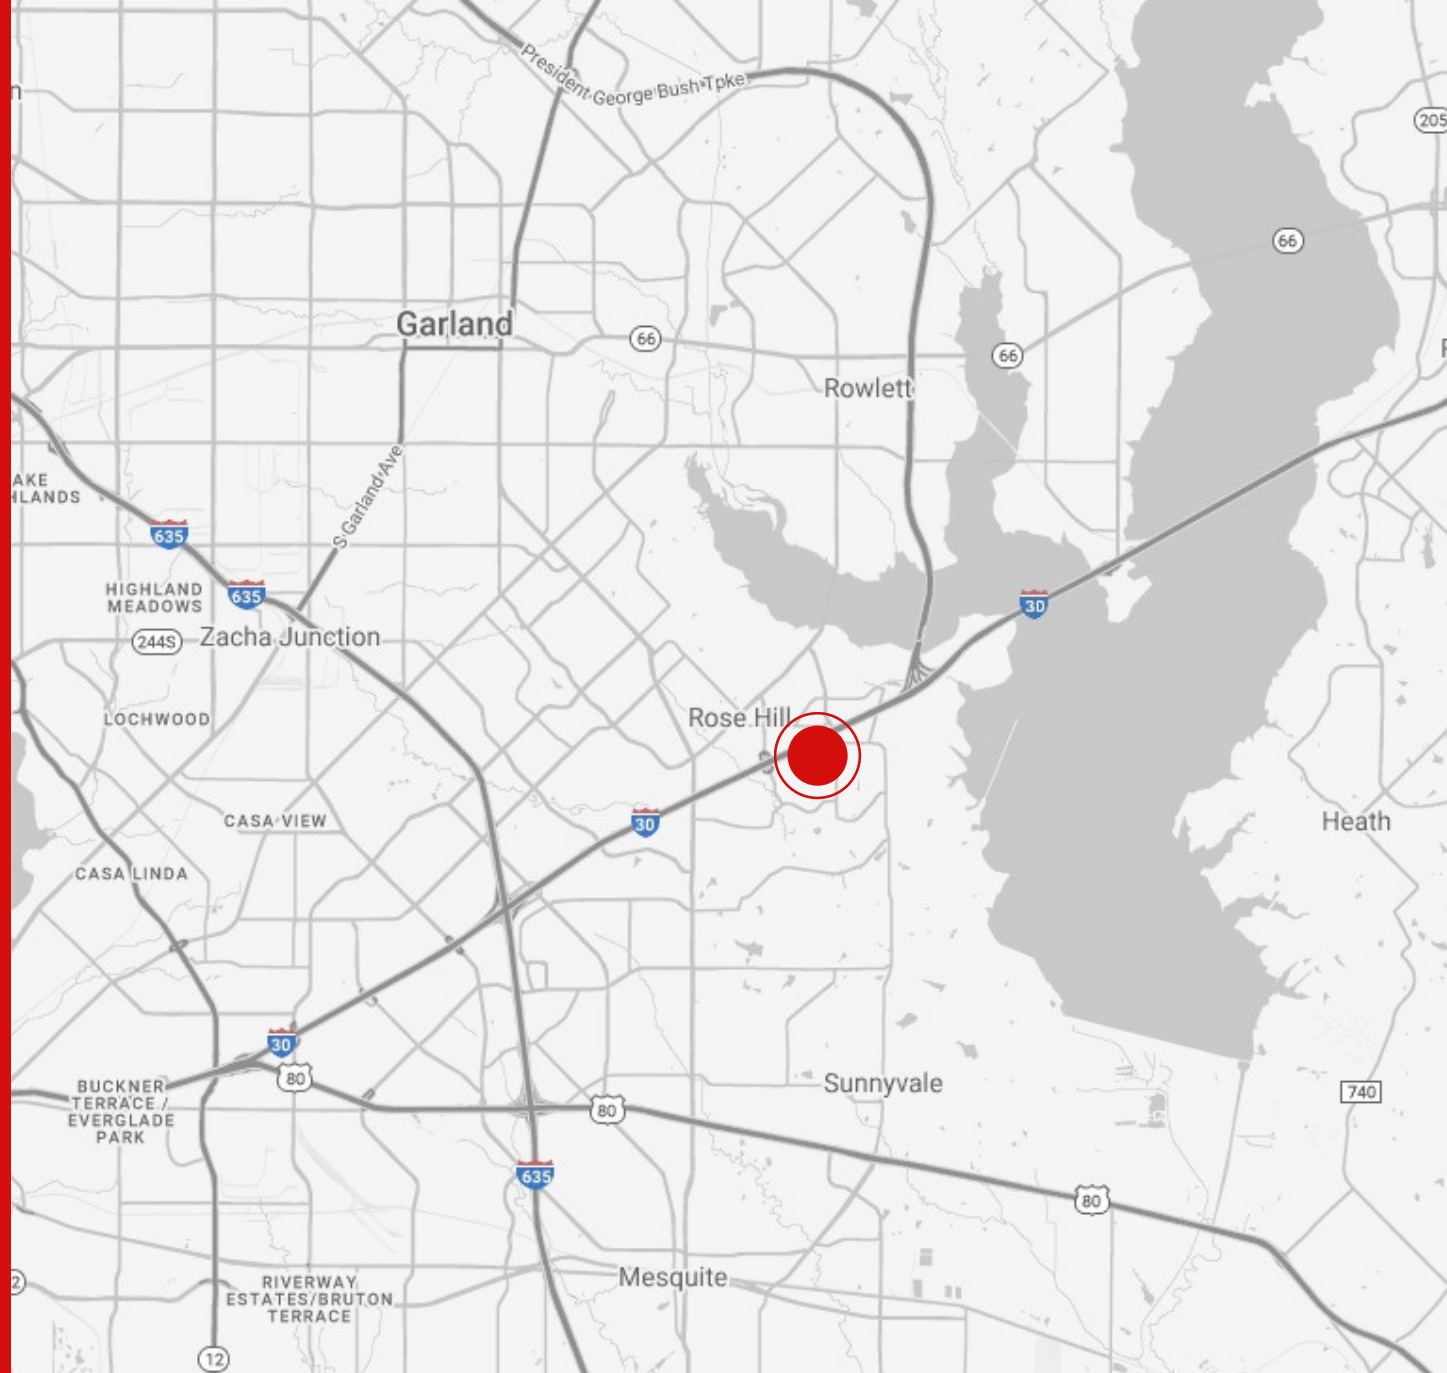 President George Bush Tpke
205
66
Garland
66
66
Rowlett
S Garland Ave
635
HIGHLAND
MEADOWS
635
30
244S
Zacha Junction
LOCHWOOD
Rose Hill
CASA VIEW
30
Heath
CASA LINDA
30
80
BUCKNER
TERRACE /
EVERGLADE
PARK
Sunnyvale
740
80
635
80
Mesquite
RIVERWAY
ESTATES/BRUTON
TERRACE
12